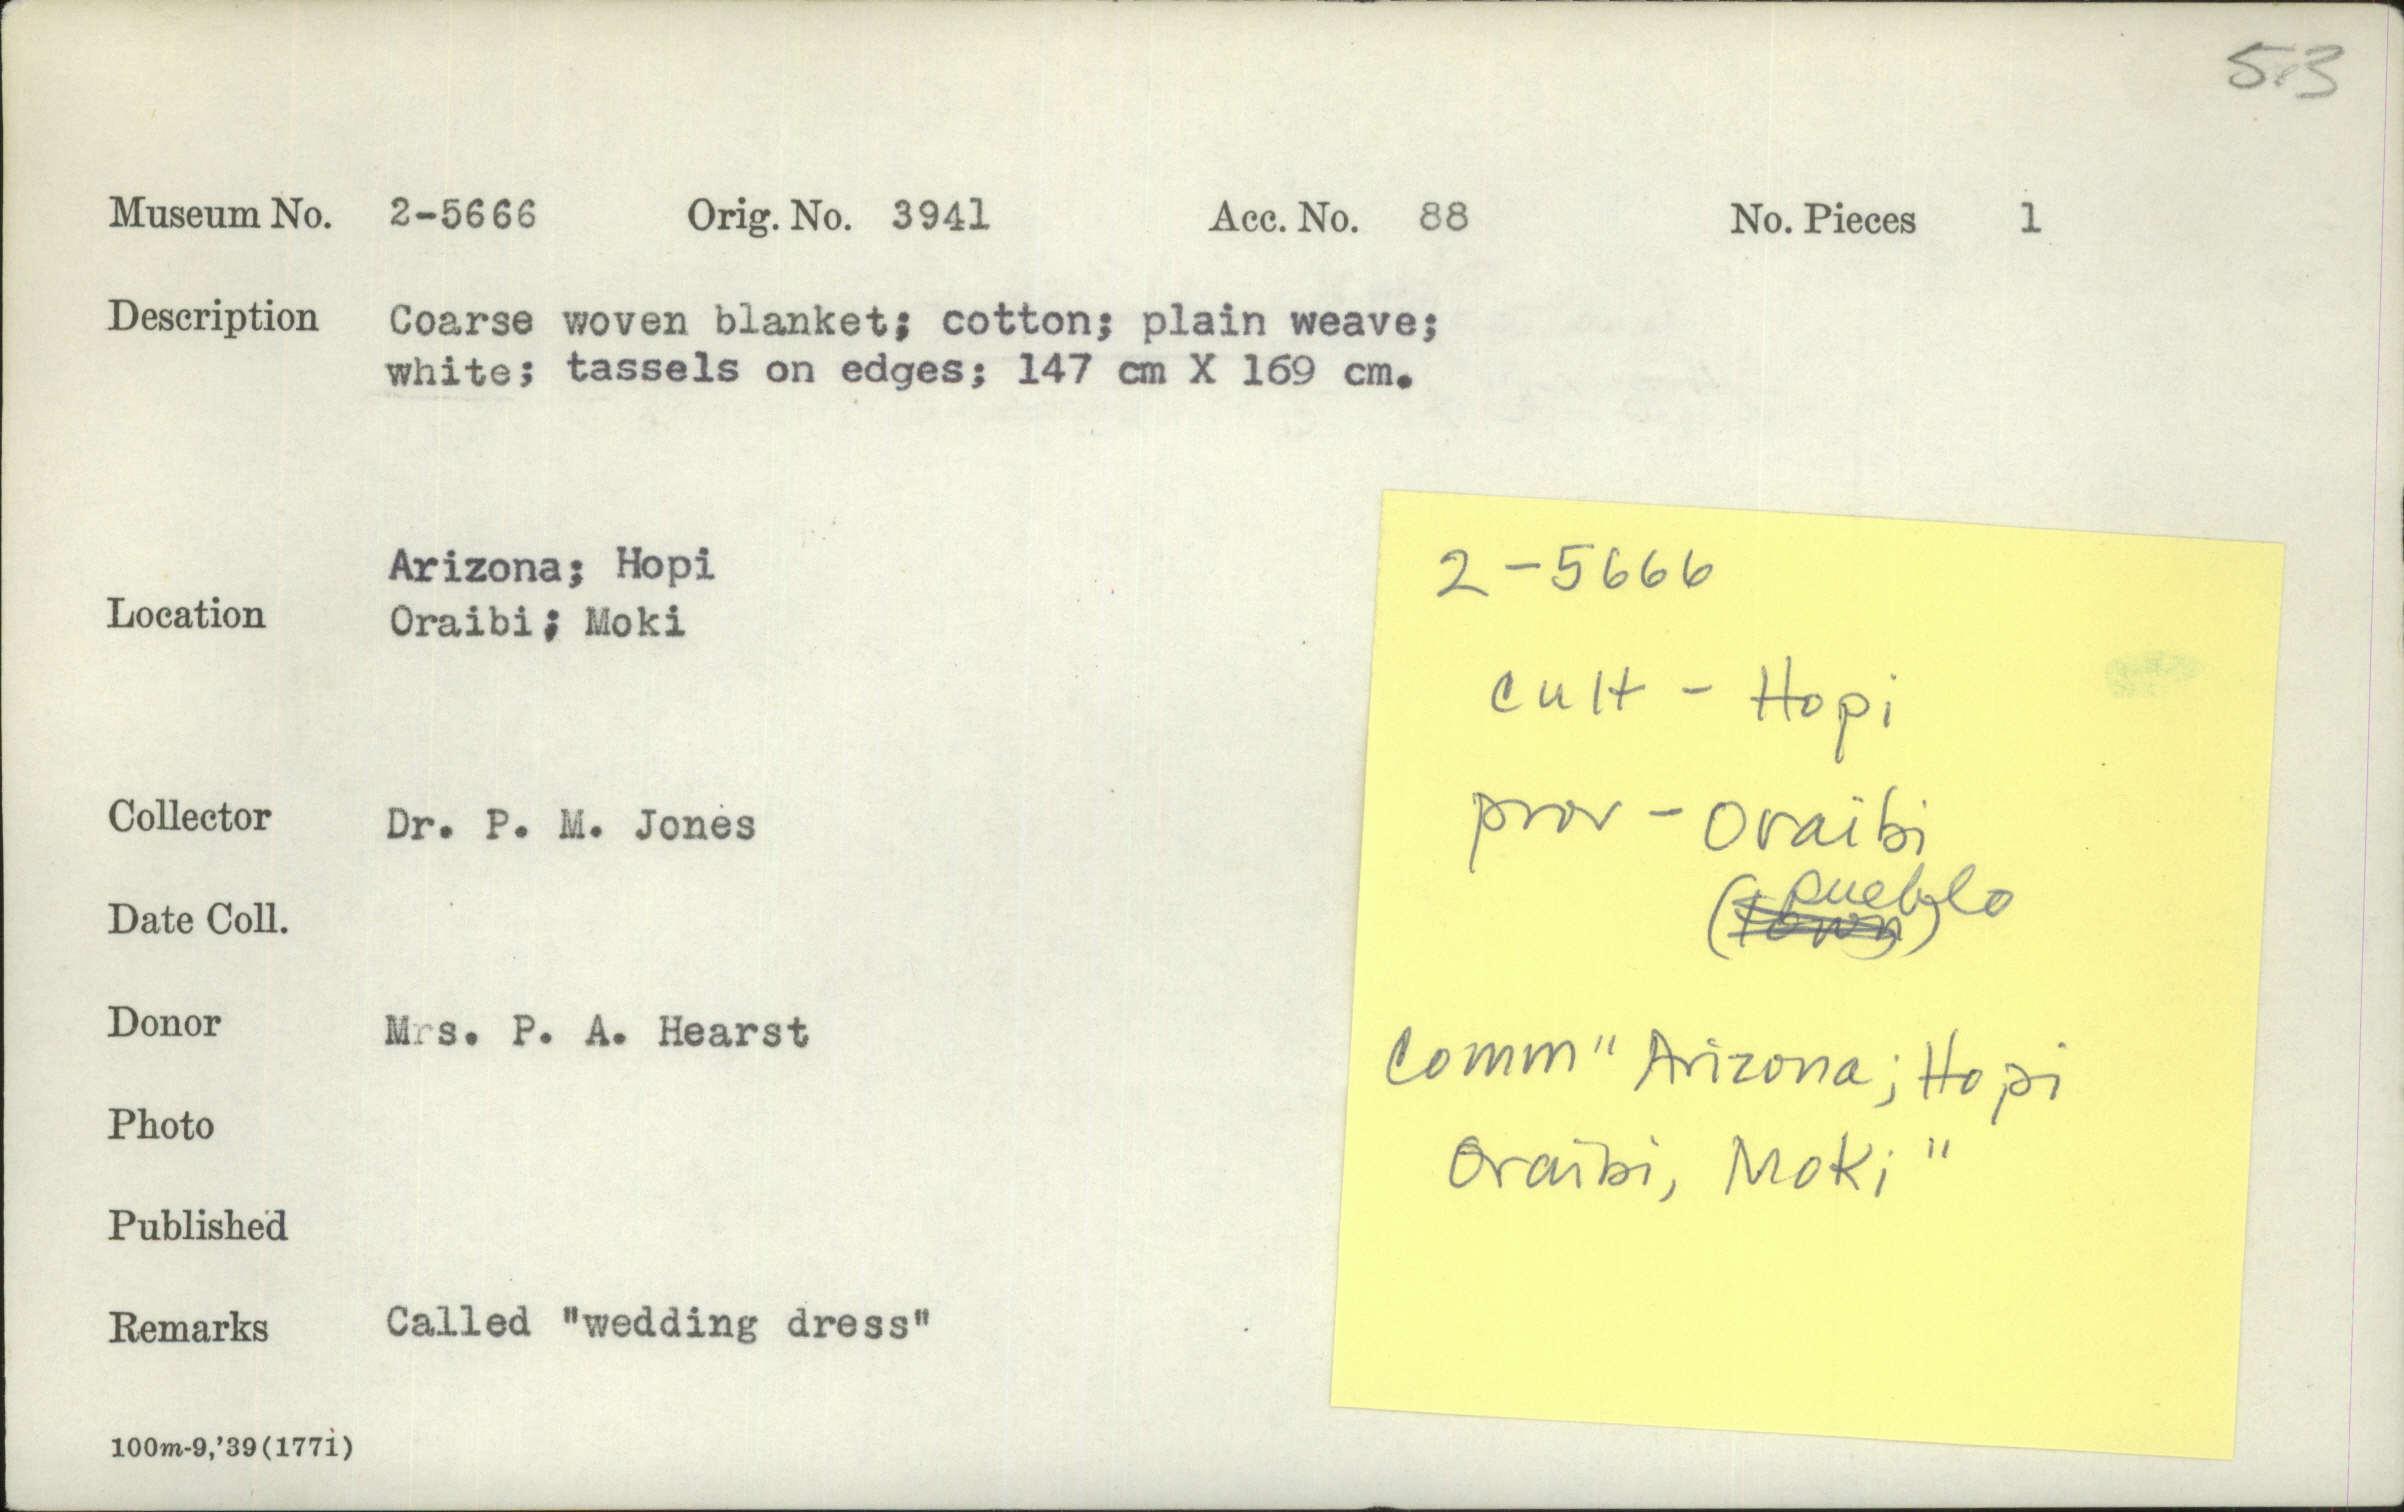 5.3
Museum No. 2-5666 Orig. No. 3941 Acc. No. 88 No. Pieces 1
Description Coarse woven blanket; cotton; plain weave;
white; tassels on edges; 147 cm X 169 cm.
Arizona; Hopi
Location Oraibi; Moki
Collector Dr. P. M. Jones
Date Coll.
Donor Mrs. P. A. Hearst
Photo
Published
Remarks Called "wedding dress"
100m-9,'39(1771)
2-5666
cult - Hopi
prov - Oraibi
pueblo
(town)
Comm " Arizona; Hopi
Oraibi, Moki "